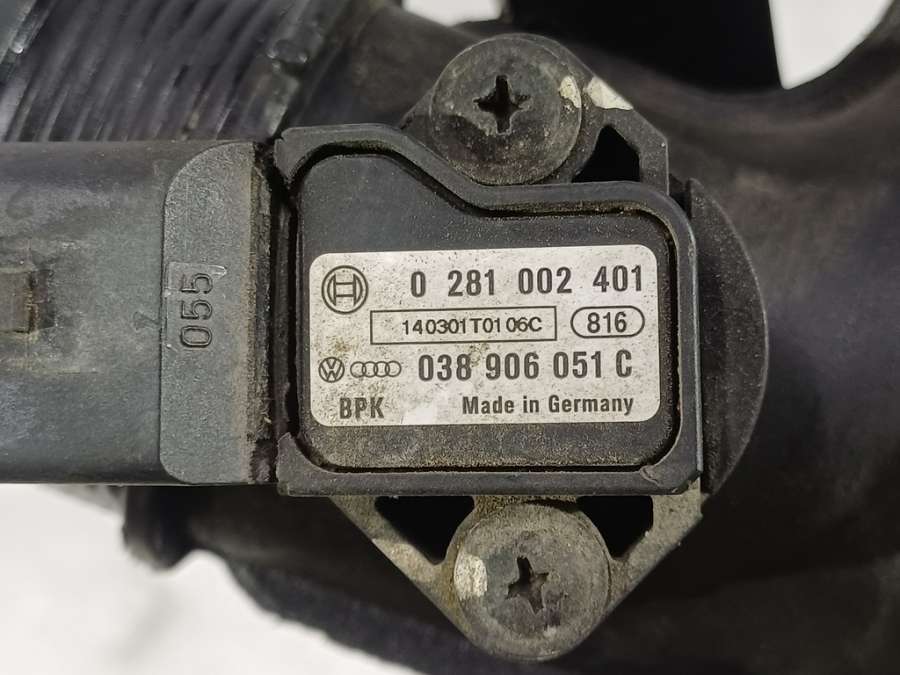 055
0 281 002 401
140301T0106C 816
038 906 051 C
BPK Made in Germany